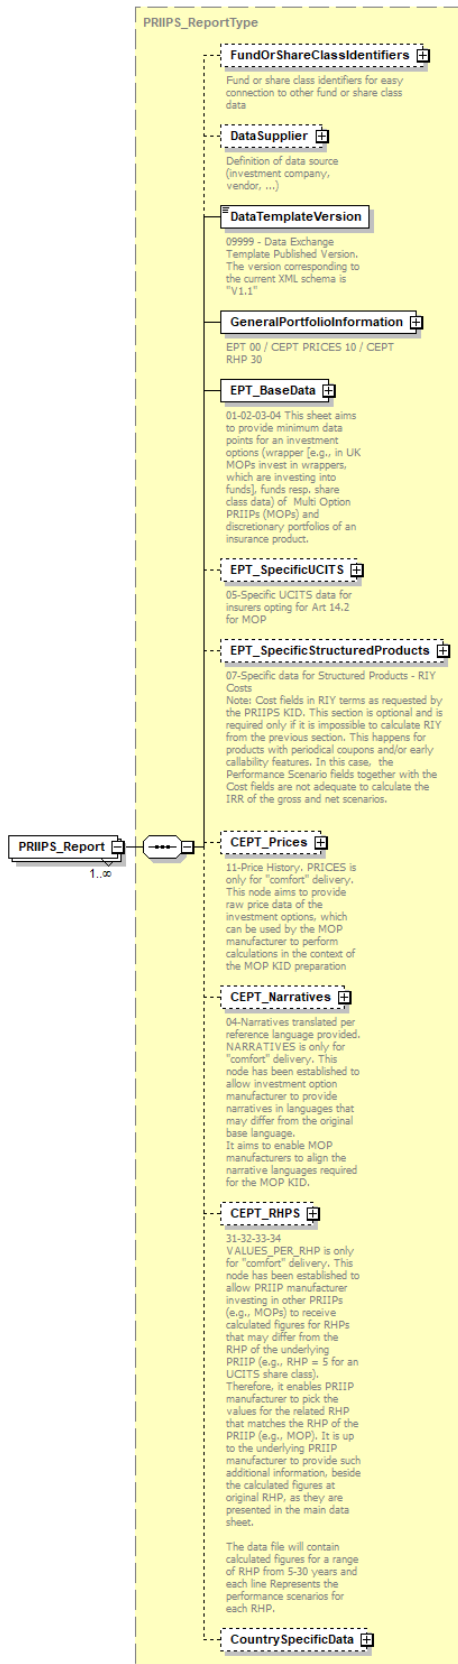 PRIIPS_ReportType
FundOrShareClassIdentifiers
Fund or share class identifiers for easy
connection to other fund or share class
data
DataSupplier
Definition of data source
(investment company,
vendor, ...)
DataTemplateVersion
09999 - Data Exchange
Template Published Version.
The version corresponding to
the current XML schema is
"V1.1"
GeneralPortfolioInformation
EPT 00 / CEPT PRICES 10 / CEPT
RHP 30
EPT_BaseData
01-02-03-04 This sheet aims
to provide minimum data
points for an investment
options (wrapper [e.g., in UK
MOPs invest in wrappers,
which are investing into
funds], funds resp. share
class data) of  Multi Option
PRIIPs (MOPs) and
discretionary portfolios of an
insurance product.
EPT_SpecificUCITS
05-Specific UCITS data for
insurers opting for Art 14.2
for MOP
EPT_SpecificStructuredProducts
07-Specific data for Structured Products - RIY
Costs
Note: Cost fields in RIY terms as requested by
the PRIIPS KID. This section is optional and is
required only if it is impossible to calculate RIY
from the previous section. This happens for
products with periodical coupons and/or early
callability features. In this case,  the
Performance Scenario fields together with the
Cost fields are not adequate to calculate the
IRR of the gross and net scenarios.
PRIIPS_Report
1..∞
CEPT_Prices
11-Price History. PRICES is
only for "comfort" delivery.
This node aims to provide
raw price data of the
investment options, which
can be used by the MOP
manufacturer to perform
calculations in the context of
the MOP KID preparation
CEPT_Narratives
04-Narratives translated per
reference language provided.
NARRATIVES is only for
"comfort" delivery. This
node has been established to
allow investment option
manufacturer to provide
narratives in languages that
may differ from the original
base language.
It aims to enable MOP
manufacturers to align the
narrative languages required
for the MOP KID.
CEPT_RHPS
31-32-33-34
VALUES_PER_RHP is only
for "comfort" delivery. This
node has been established to
allow PRIIP manufacturer
investing in other PRIIPs
(e.g., MOPs) to receive
calculated figures for RHPs
that may differ from the
RHP of the underlying
PRIIP (e.g., RHP = 5 for an
UCITS share class).
Therefore, it enables PRIIP
manufacturer to pick the
values for the related RHP
that matches the RHP of the
PRIIP (e.g., MOP). It is up
to the underlying PRIIP
manufacturer to provide such
additional information, beside
the calculated figures at
original RHP, as they are
presented in the main data
sheet.
The data file will contain
calculated figures for a range
of RHP from 5-30 years and
each line Represents the
performance scenarios for
each RHP.
CountrySpecificData